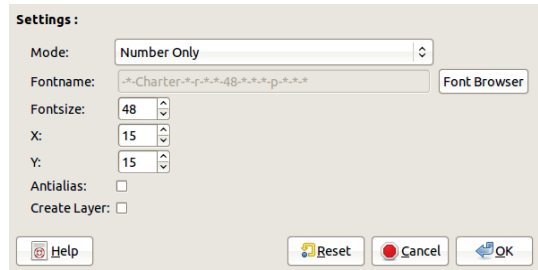 Settings :
Mode: Number Only
Fontname: -*-Charter-*-r-*-*-48-*-*-*-p-*-*-* Font Browser
Fontsize: 48
X: 15
Y: 15
Antialias:
Create Layer:
Help Reset Cancel OK